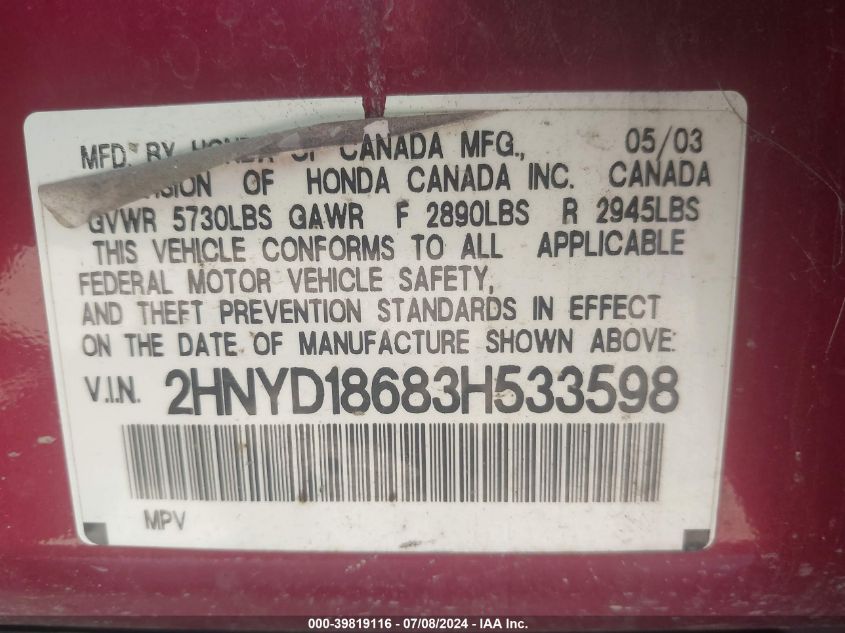 MFD. BY HONDA OF CANADA MFG., 05/03
OF HONDA CANADA INC. CANADA
GVWR 5730LBS GAWR F 2890LBS R 2945LBS
THIS VEHICLE CONFORMS TO ALL APPLICABLE
FEDERAL MOTOR VEHICLE SAFETY,
AND THEFT PREVENTION STANDARDS IN EFFECT
ON THE DATE OF MANUFACTURE SHOWN ABOVE:
V.I.N. 2HNYD18683H533598
MPV
000-39819116 - 07/08/2024 - IAA Inc.